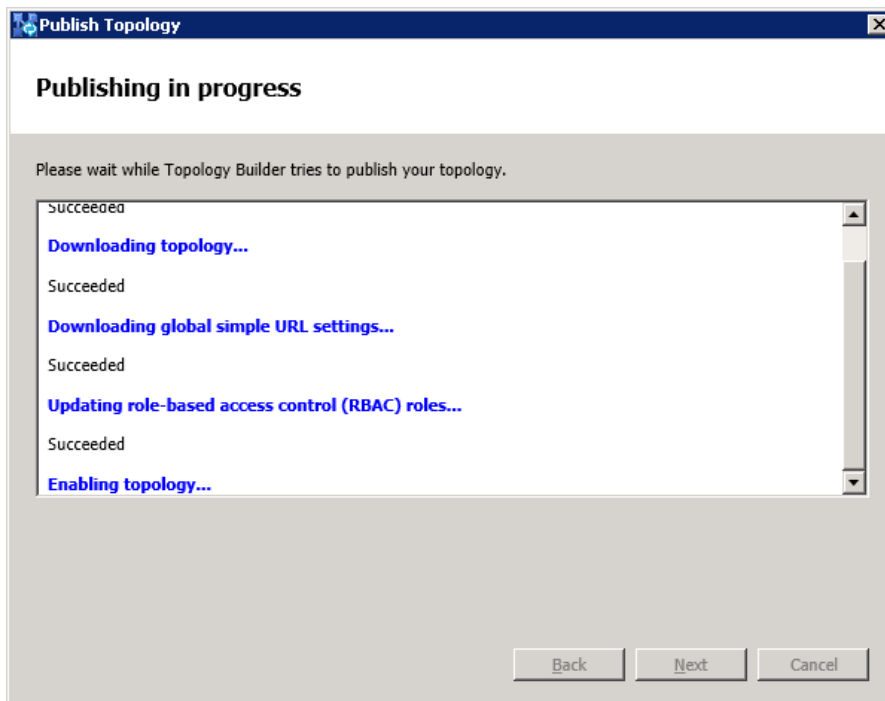 Publish Topology
Publishing in progress
Please wait while Topology Builder tries to publish your topology.
Succeeded
Downloading topology...
Succeeded
Downloading global simple URL settings...
Succeeded
Updating role-based access control (RBAC) roles...
Succeeded
Enabling topology...
Back Next Cancel